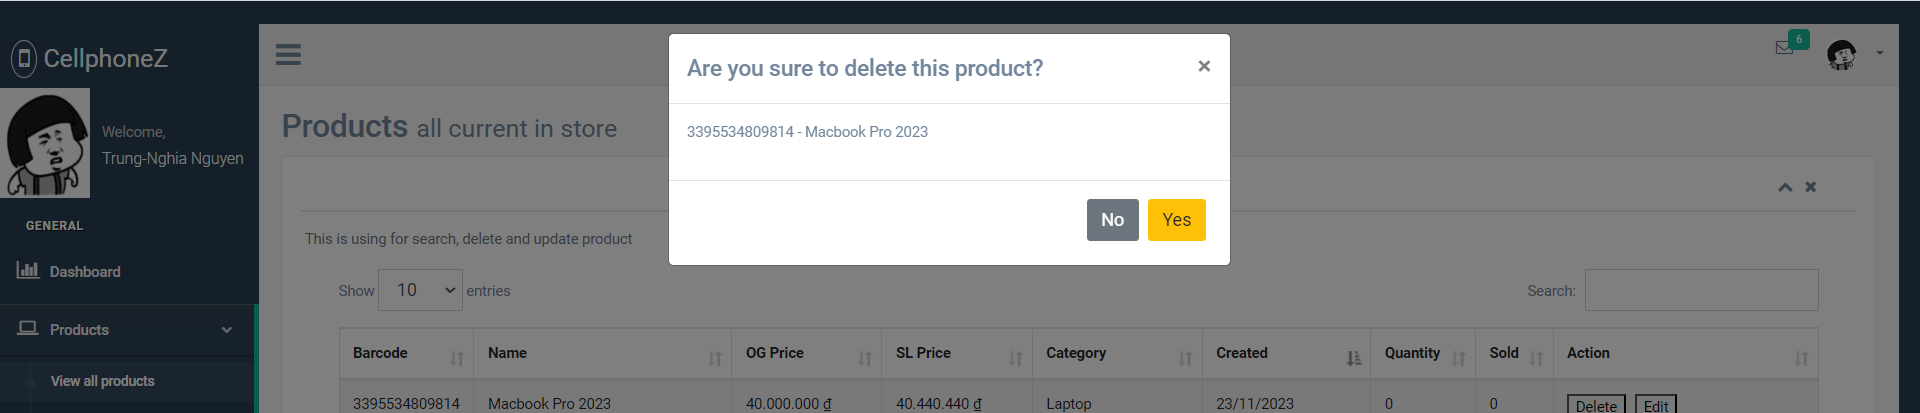 CellphoneZ
Welcome,
Trung-Nghia Nguyen
GENERAL
Dashboard
Products
View all products
6
Products all current in store
Are you sure to delete this product?
×
3395534809814 - Macbook Pro 2023
No Yes
This is using for search, delete and update product
Show 10 entries
Search:
Barcode Name OG Price SL Price Category Created Quantity Sold Action
3395534809814 Macbook Pro 2023 40.000.000 ₫ 40.440.440 ₫ Laptop 23/11/2023 0 0 Delete Edit